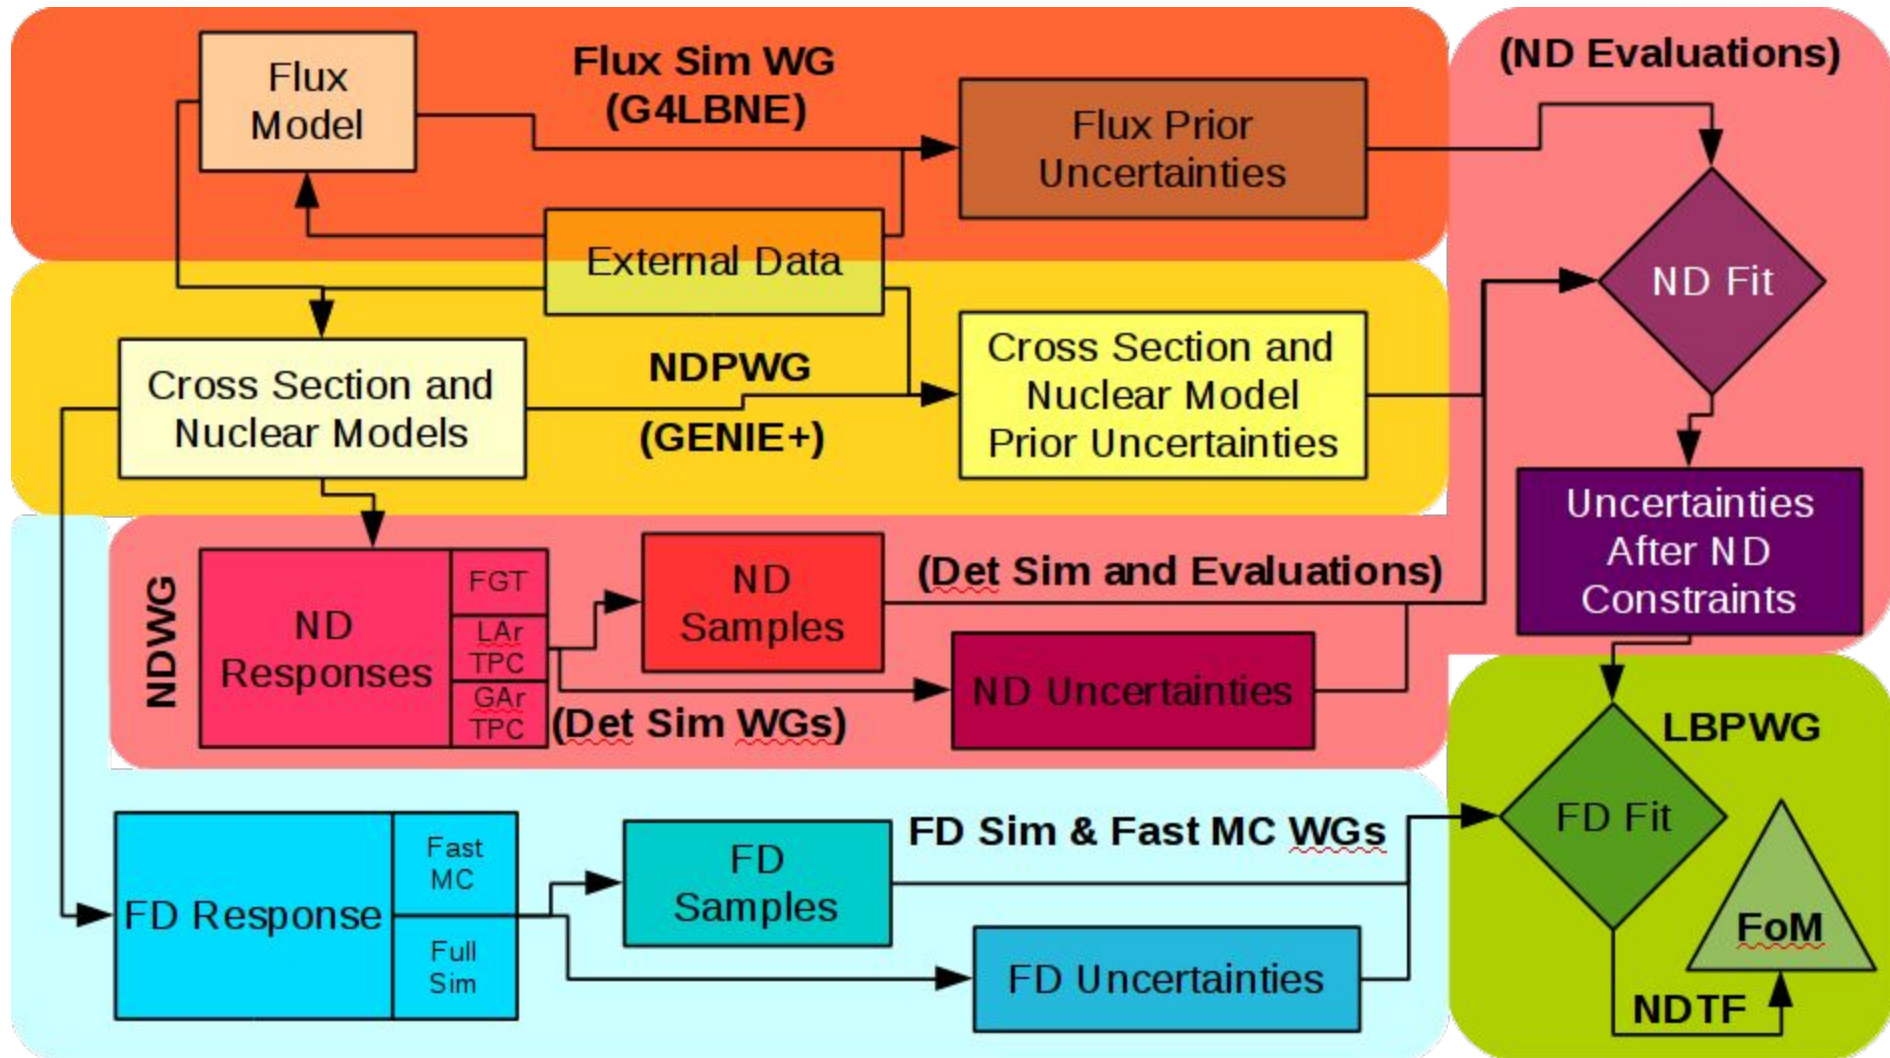 Flux
Model
Flux Sim WG
(G4LBNE)
Flux Prior
Uncertainties
(ND Evaluations)
External Data
ND Fit
Cross Section and
Nuclear Models
NDPWG
(GENIE+)
Cross Section and
Nuclear Model
Prior Uncertainties
Uncertainties
After ND
Constraints
NDWG
ND
Responses
FGT
LAr
TPC
GAr
TPC
ND
Samples
(Det Sim and Evaluations)
ND Uncertainties
(Det Sim WGs)
LBPWG
FD Fit
FoM
NDTF
FD Response
Fast
MC
Full
Sim
FD
Samples
FD Sim & Fast MC WGs
FD Uncertainties